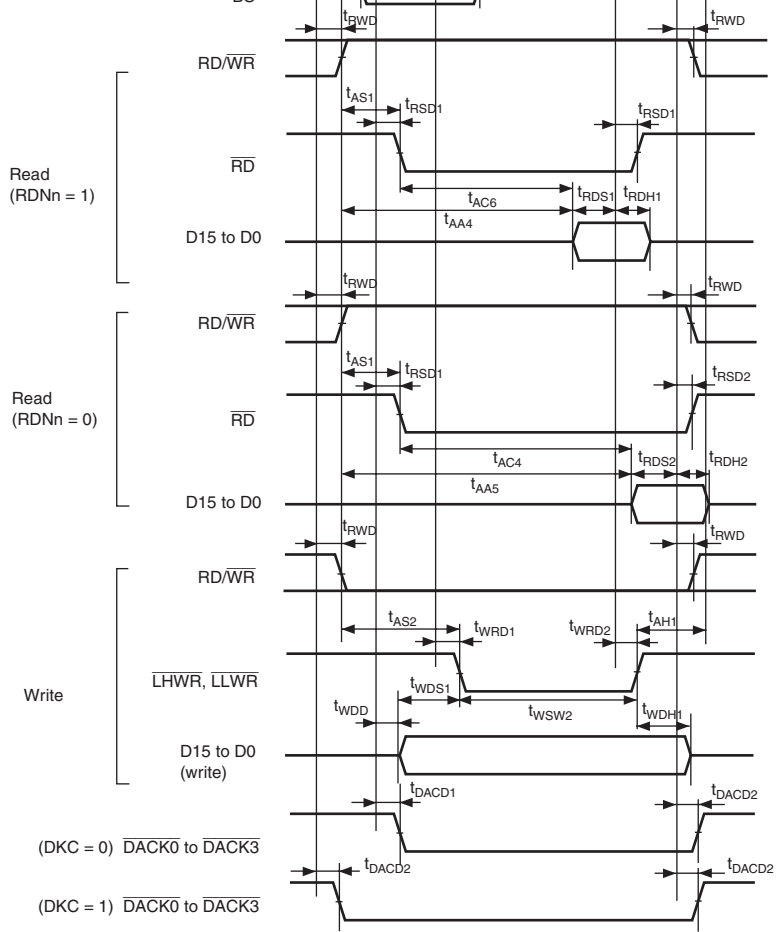 BS
tRWD tRWD
RD/WR
tAS1 tRSD1 tRSD1
RD
Read
(RDNn = 1)
tAC6 tRDS1 tRDH1
tAA4
D15 to D0
tRWD tRWD
RD/WR
tAS1 tRSD1 tRSD2
Read
(RDNn = 0)
RD
tAC4 tRDS2 tRDH2
tAA5
D15 to D0
tRWD tRWD
RD/WR
tAS2 tWRD1 tWRD2 tAH1
LHWR, LLWR
Write
tWDD tWDS1 tWSW2 tWDH1
D15 to D0
(write)
tDACD1 tDACD2
(DKC = 0) DACK0 to DACK3
tDACD2 tDACD2
(DKC = 1) DACK0 to DACK3